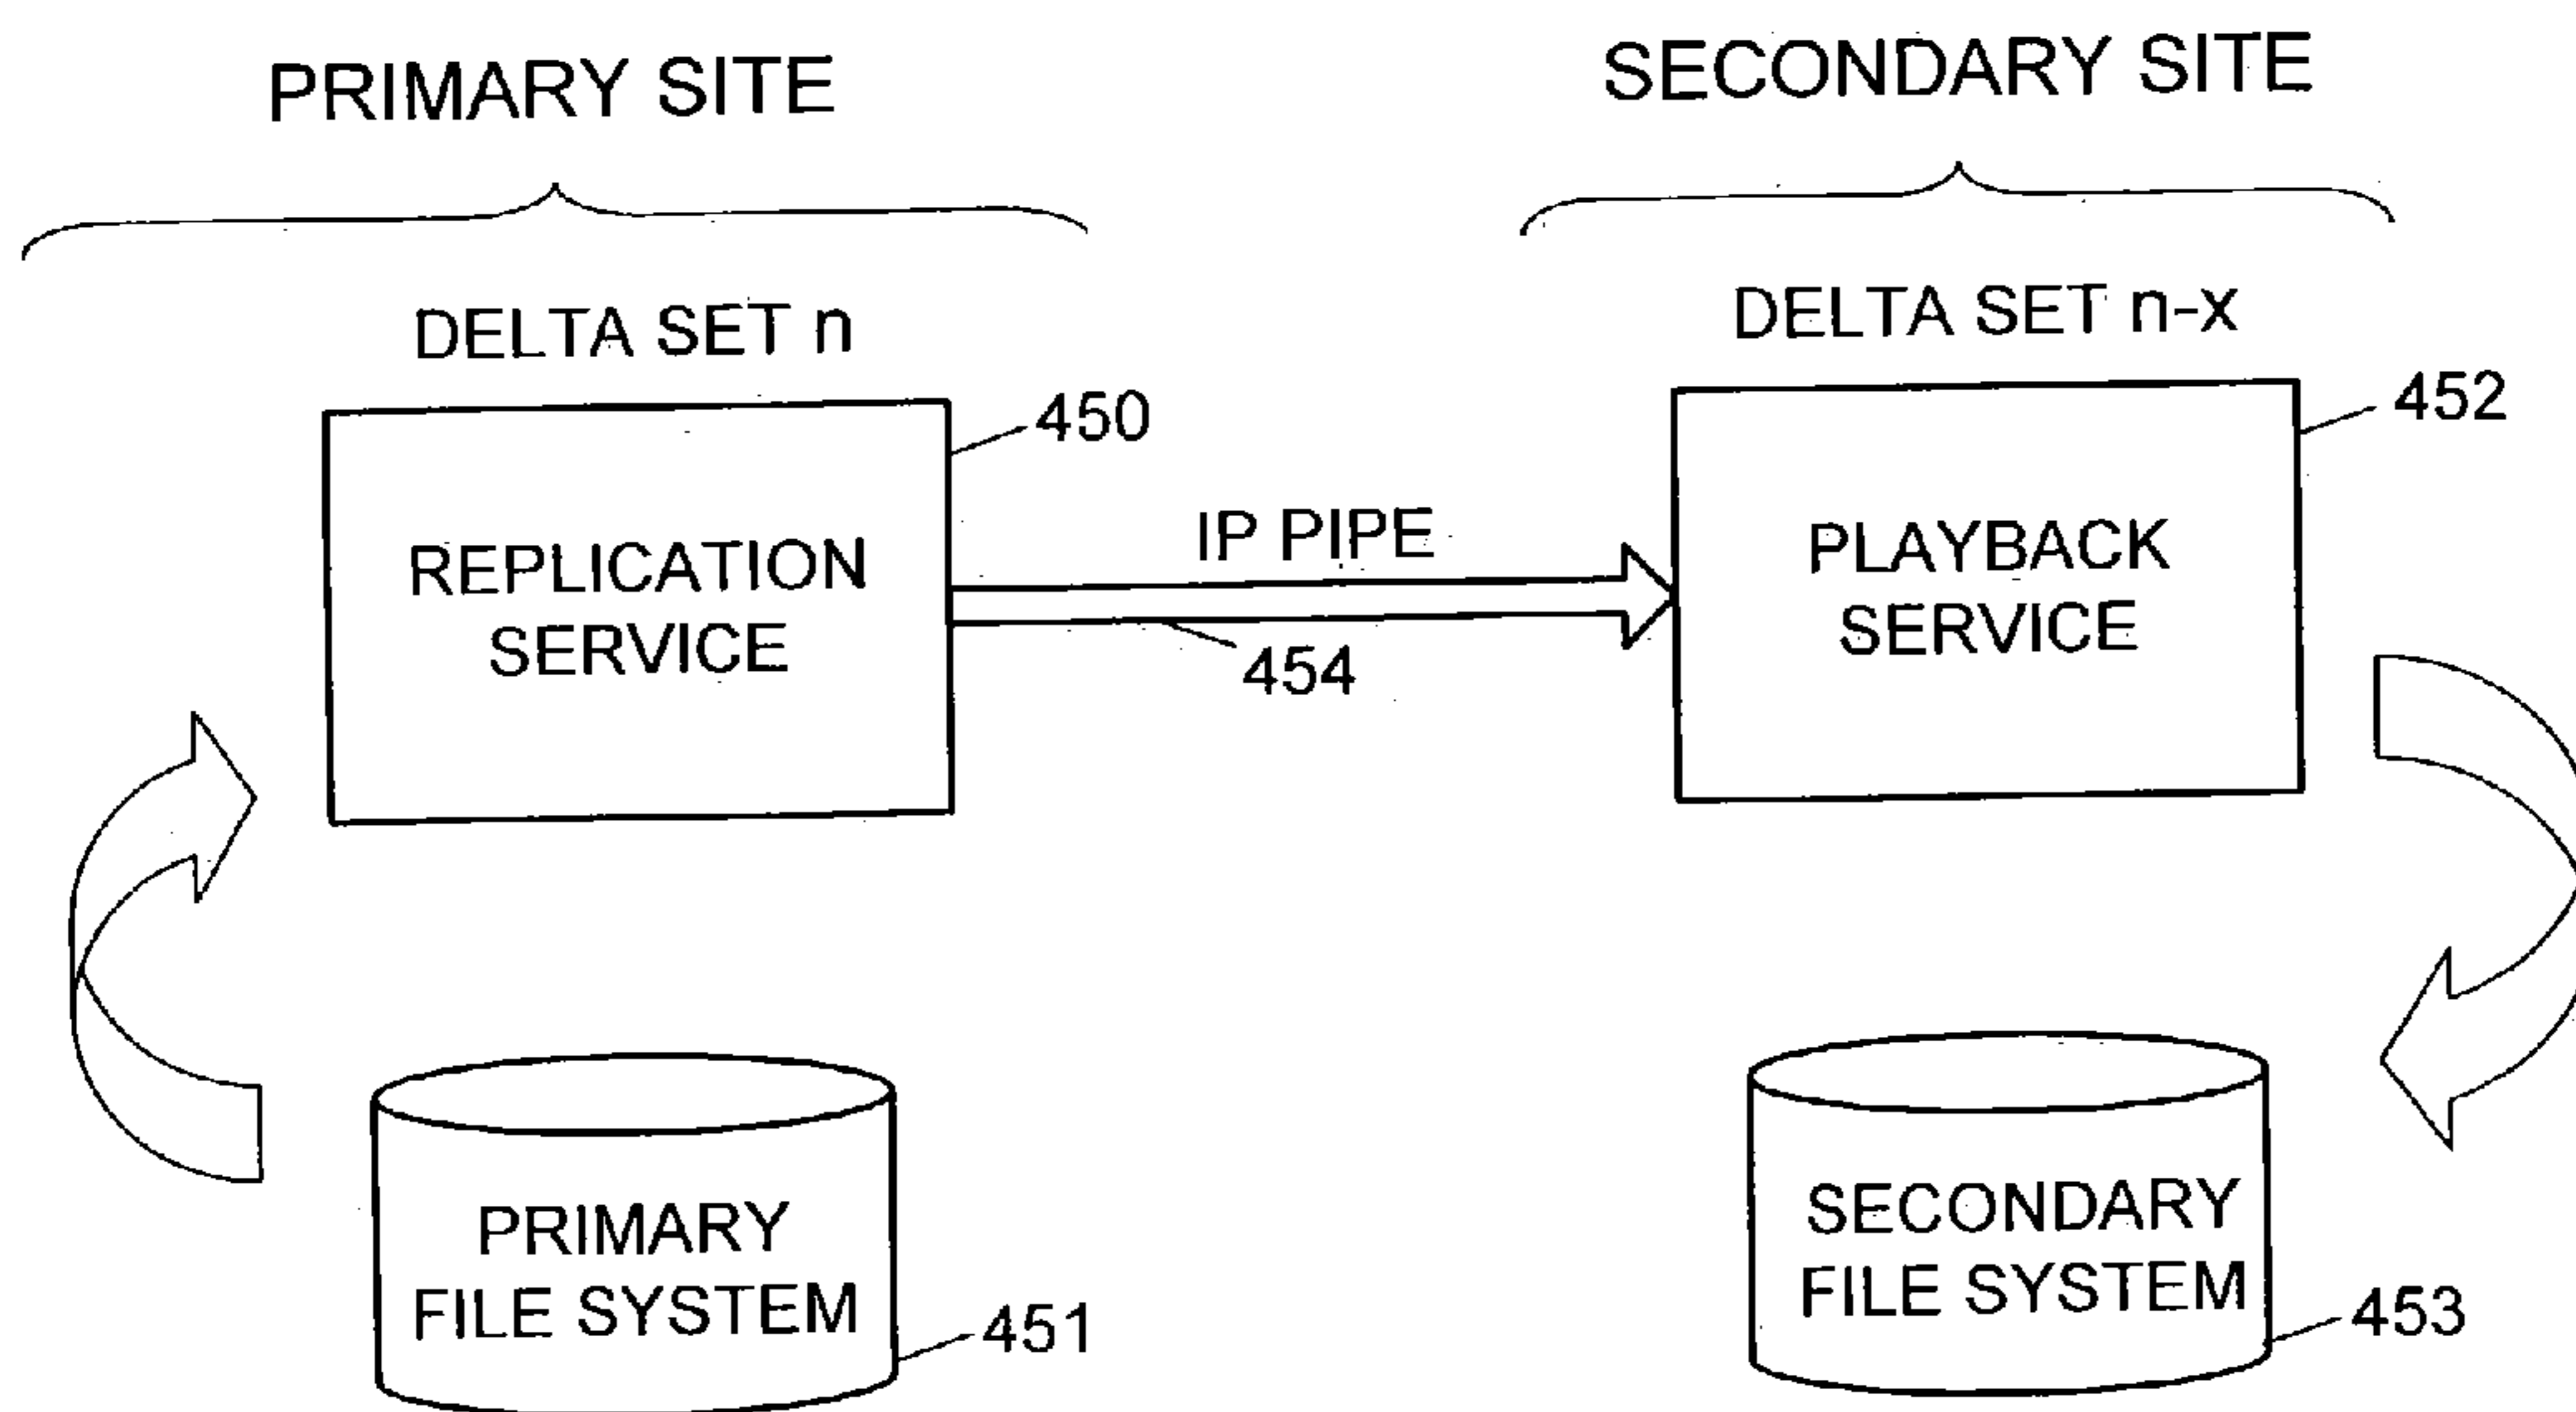 PRIMARY SITE
SECONDARY SITE
DELTA SET n
DELTA SET n-x
450
452
REPLICATION
SERVICE
IP PIPE
454
PLAYBACK
SERVICE
PRIMARY
FILE SYSTEM
451
SECONDARY
FILE SYSTEM
453